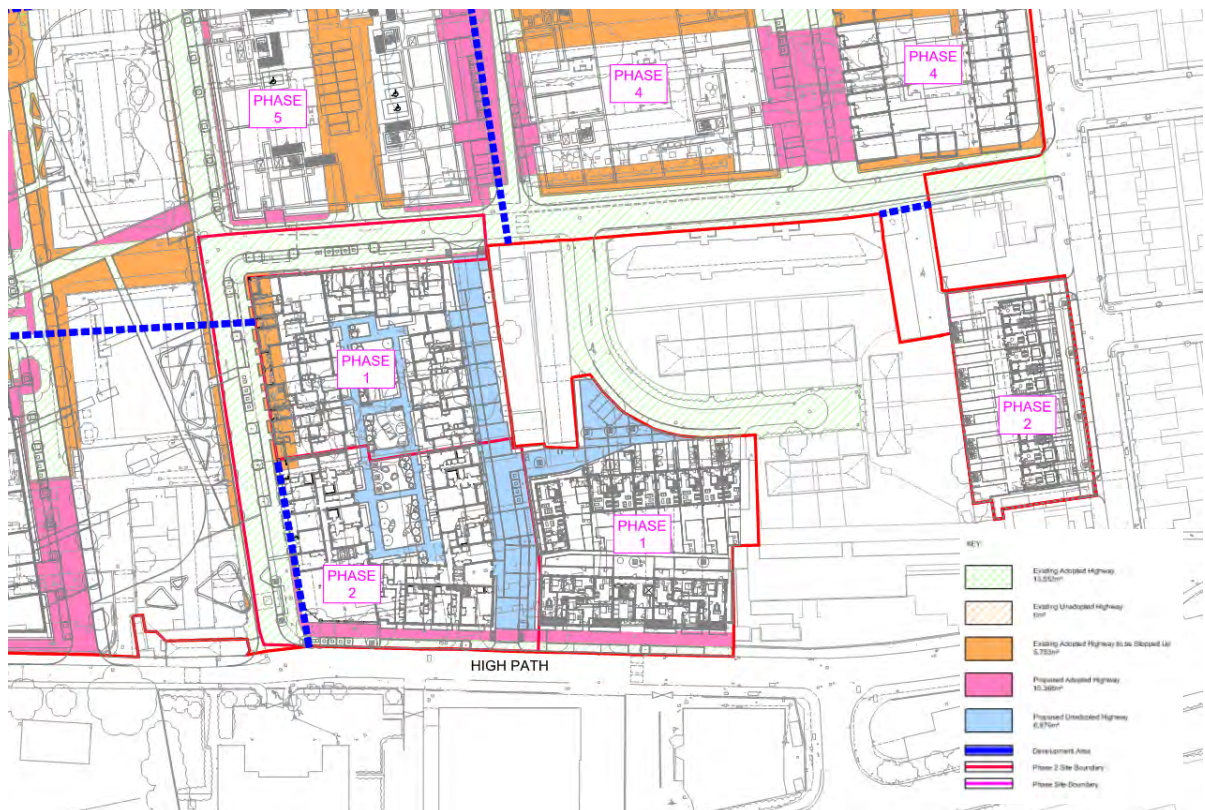 PHASE
4
PHASE
4
PHASE
5
PHASE
1
PHASE
2
PHASE
1
PHASE
2
HIGH PATH
KEY:
Existing Adopted Highway
Existing Unadopted Highway
0m²
Existing Adopted Highway to be Stopped Up
Proposed Adopted Highway
Proposed Unadopted Highway
Development Area
Phase 2 Site Boundary
Phase Site Boundary